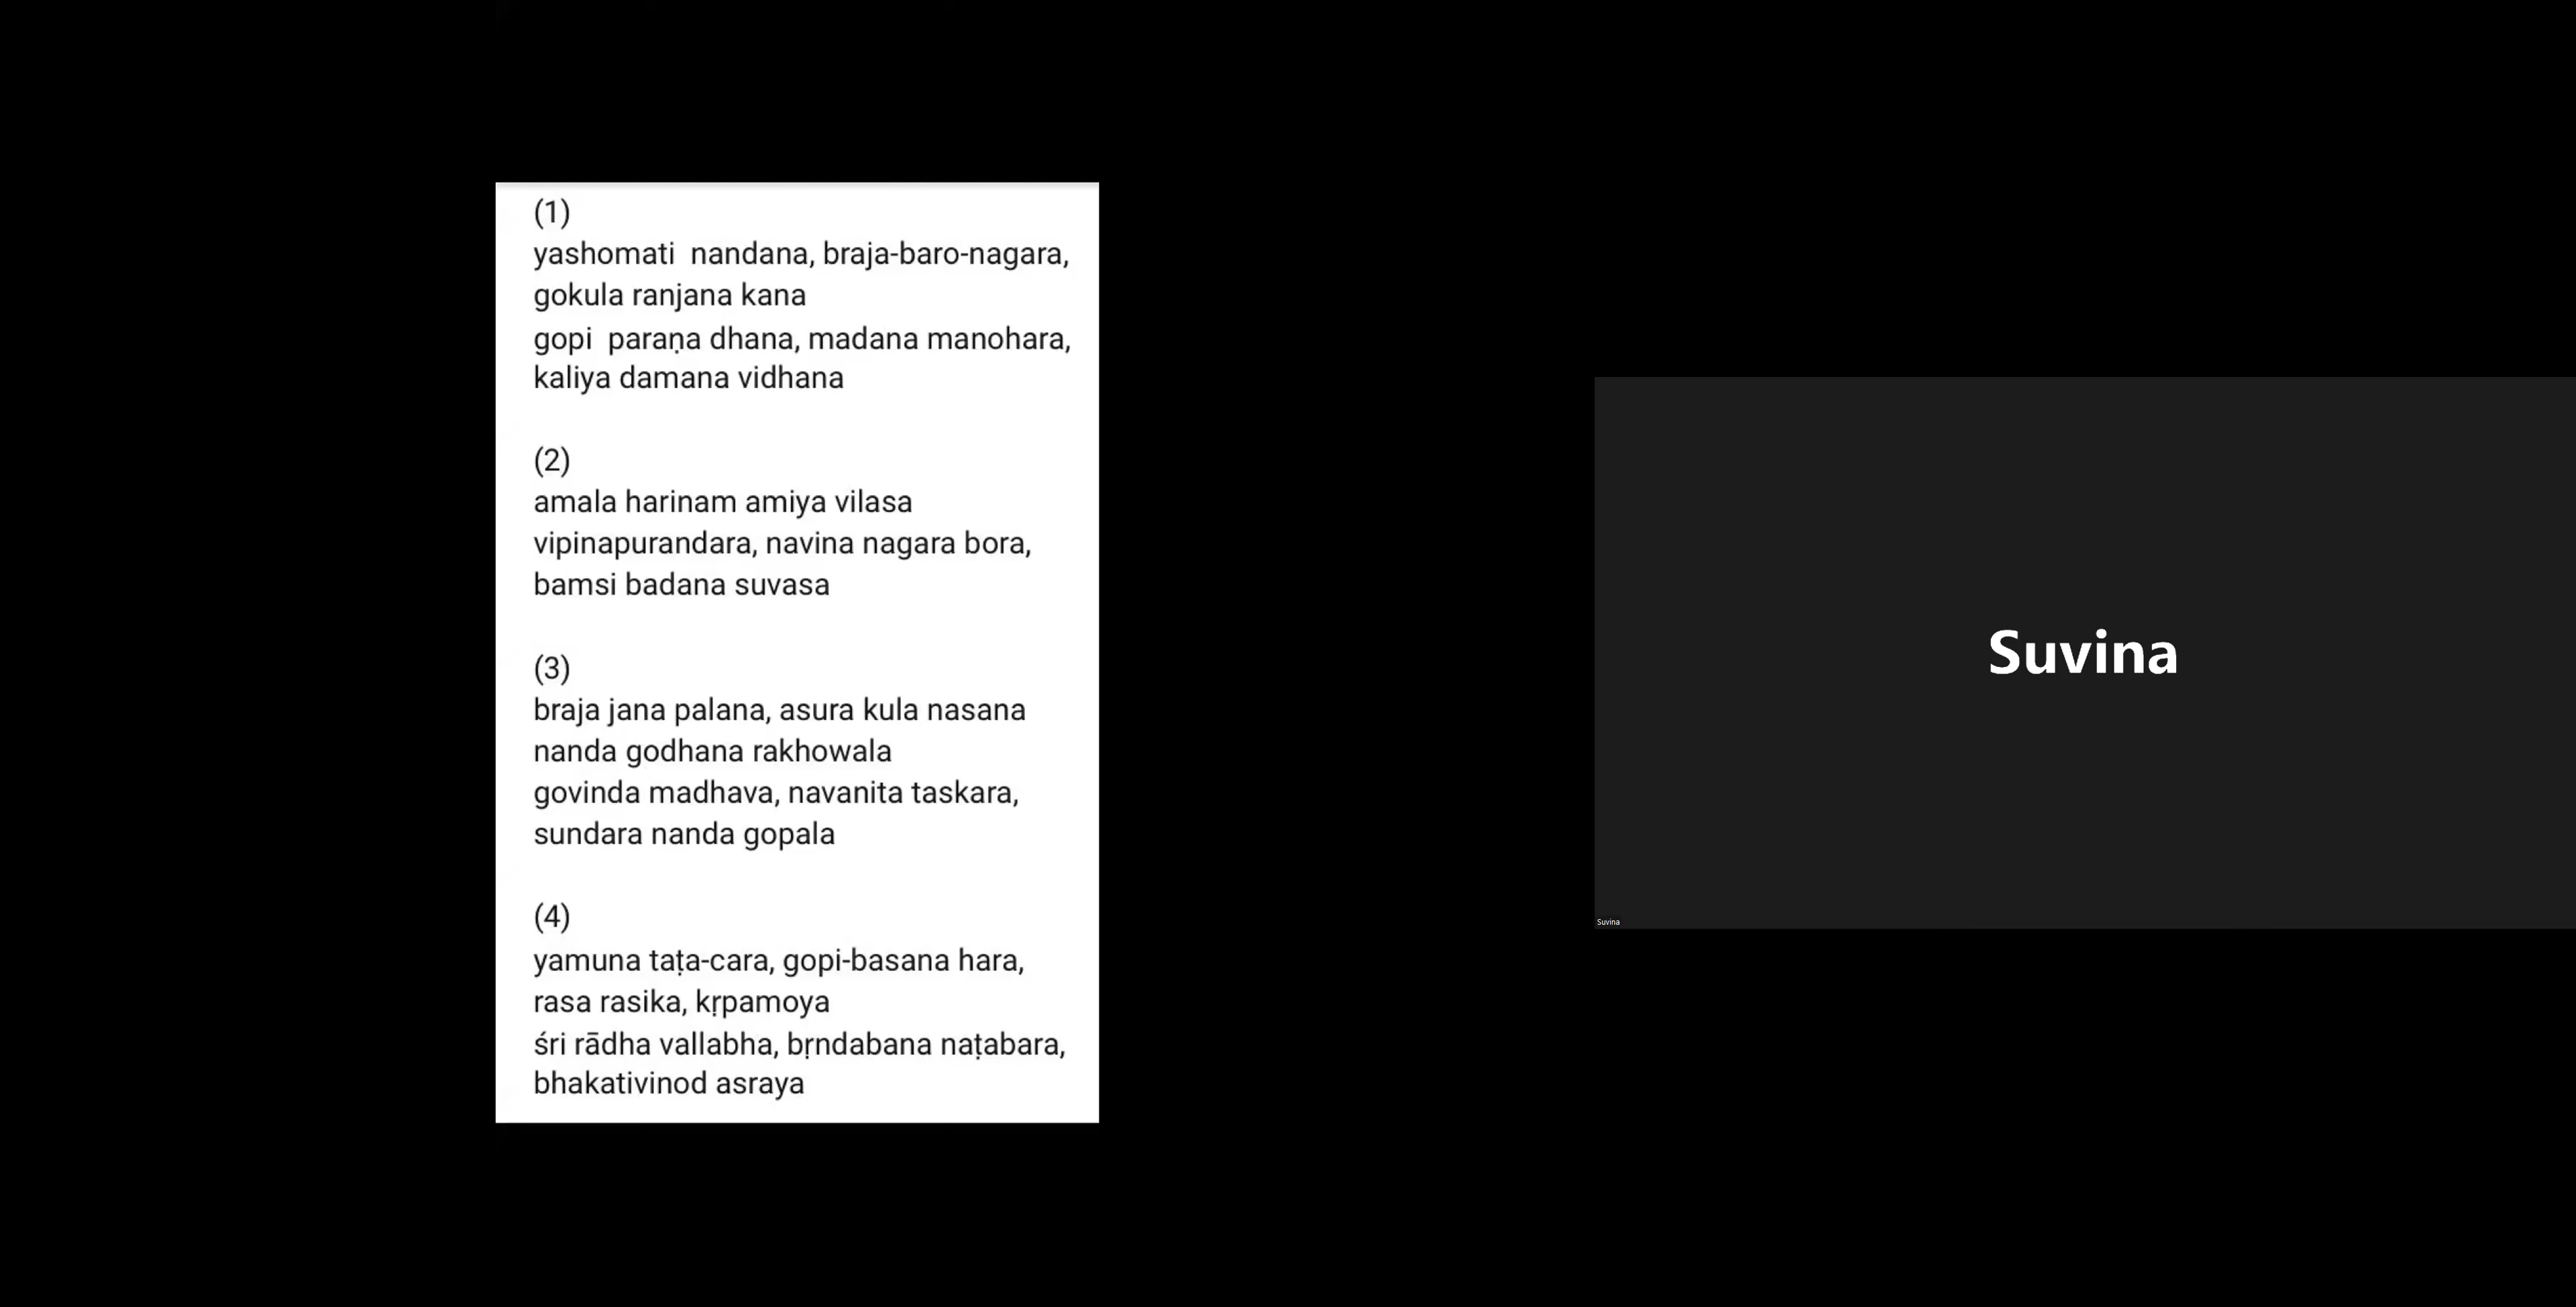 (1)
yashomati  nandana, braja-baro-nagara,
gokula ranjana kana
gopi  paraṇa dhana, madana manohara,
kaliya damana vidhana
(2)
amala harinam amiya vilasa
vipinapurandara, navina nagara bora,
bamsi badana suvasa
(3)
braja jana palana, asura kula nasana
nanda godhana rakhowala
govinda madhava, navanita taskara,
sundara nanda gopala
(4)
yamuna taṭa-cara, gopi-basana hara,
rasa rasika, kṛpamoya
śri rādha vallabha, bṛndabana naṭabara,
bhakativinod asraya
Suvina
Suvina